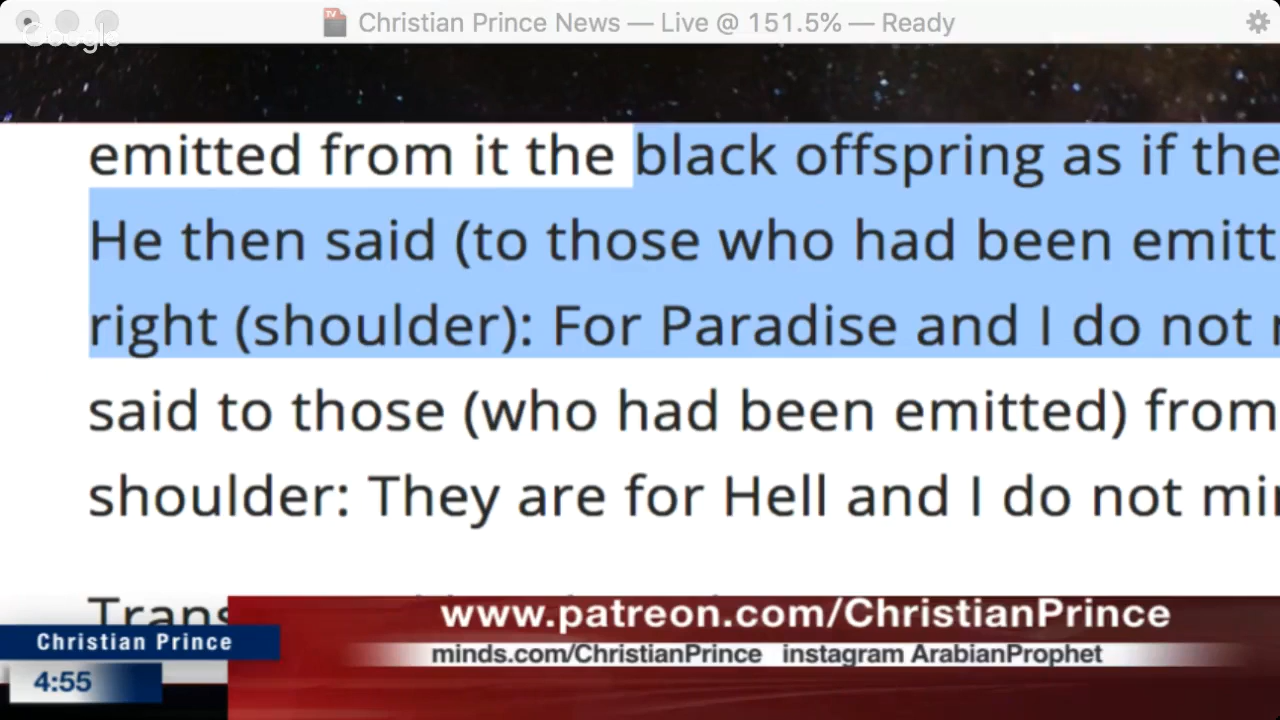 Christian Prince News — Live @ 151.5% — Ready
Google
emitted from it the black offspring as if the
He then said (to those who had been emitt
right (shoulder): For Paradise and I do not
said to those (who had been emitted) from
shoulder: They are for Hell and I do not
Trans
www.patreon.com/ChristianPrince
Christian Prince
minds.com/ChristianPrince instagram ArabianProphet
4:55